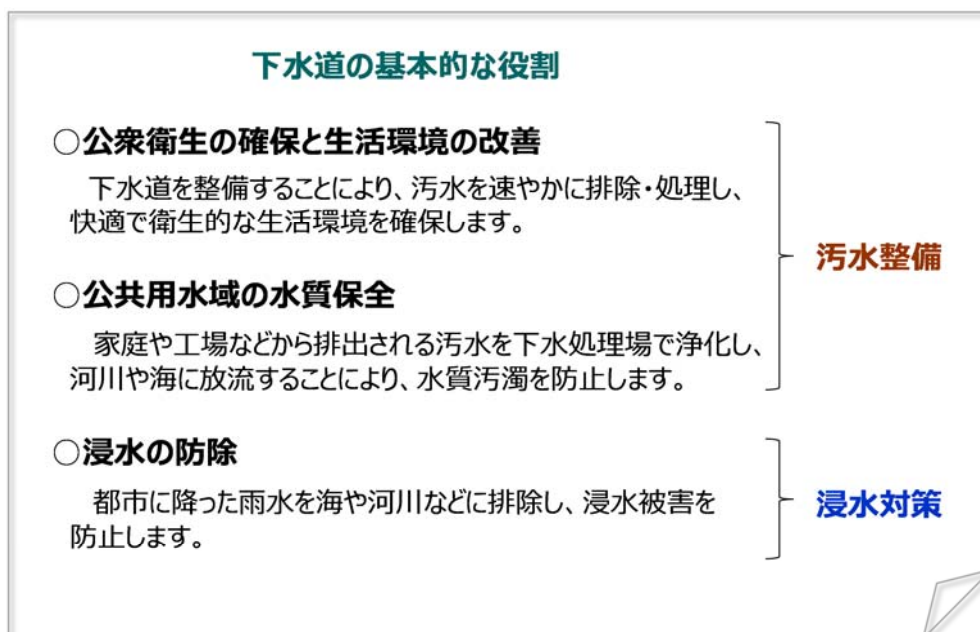 下水道の基本的な役割
○公衆衛生の確保と生活環境の改善
下水道を整備することにより、汚水を速やかに排除・処理し、
快適で衛生的な生活環境を確保します。
汚水整備
○公共用水域の水質保全
家庭や工場などから排出される汚水を下水処理場で浄化し、
河川や海に放流することにより、水質汚濁を防止します。
○浸水の防除
都市に降った雨水を海や河川などに排除し、浸水被害を
防止します。
浸水対策